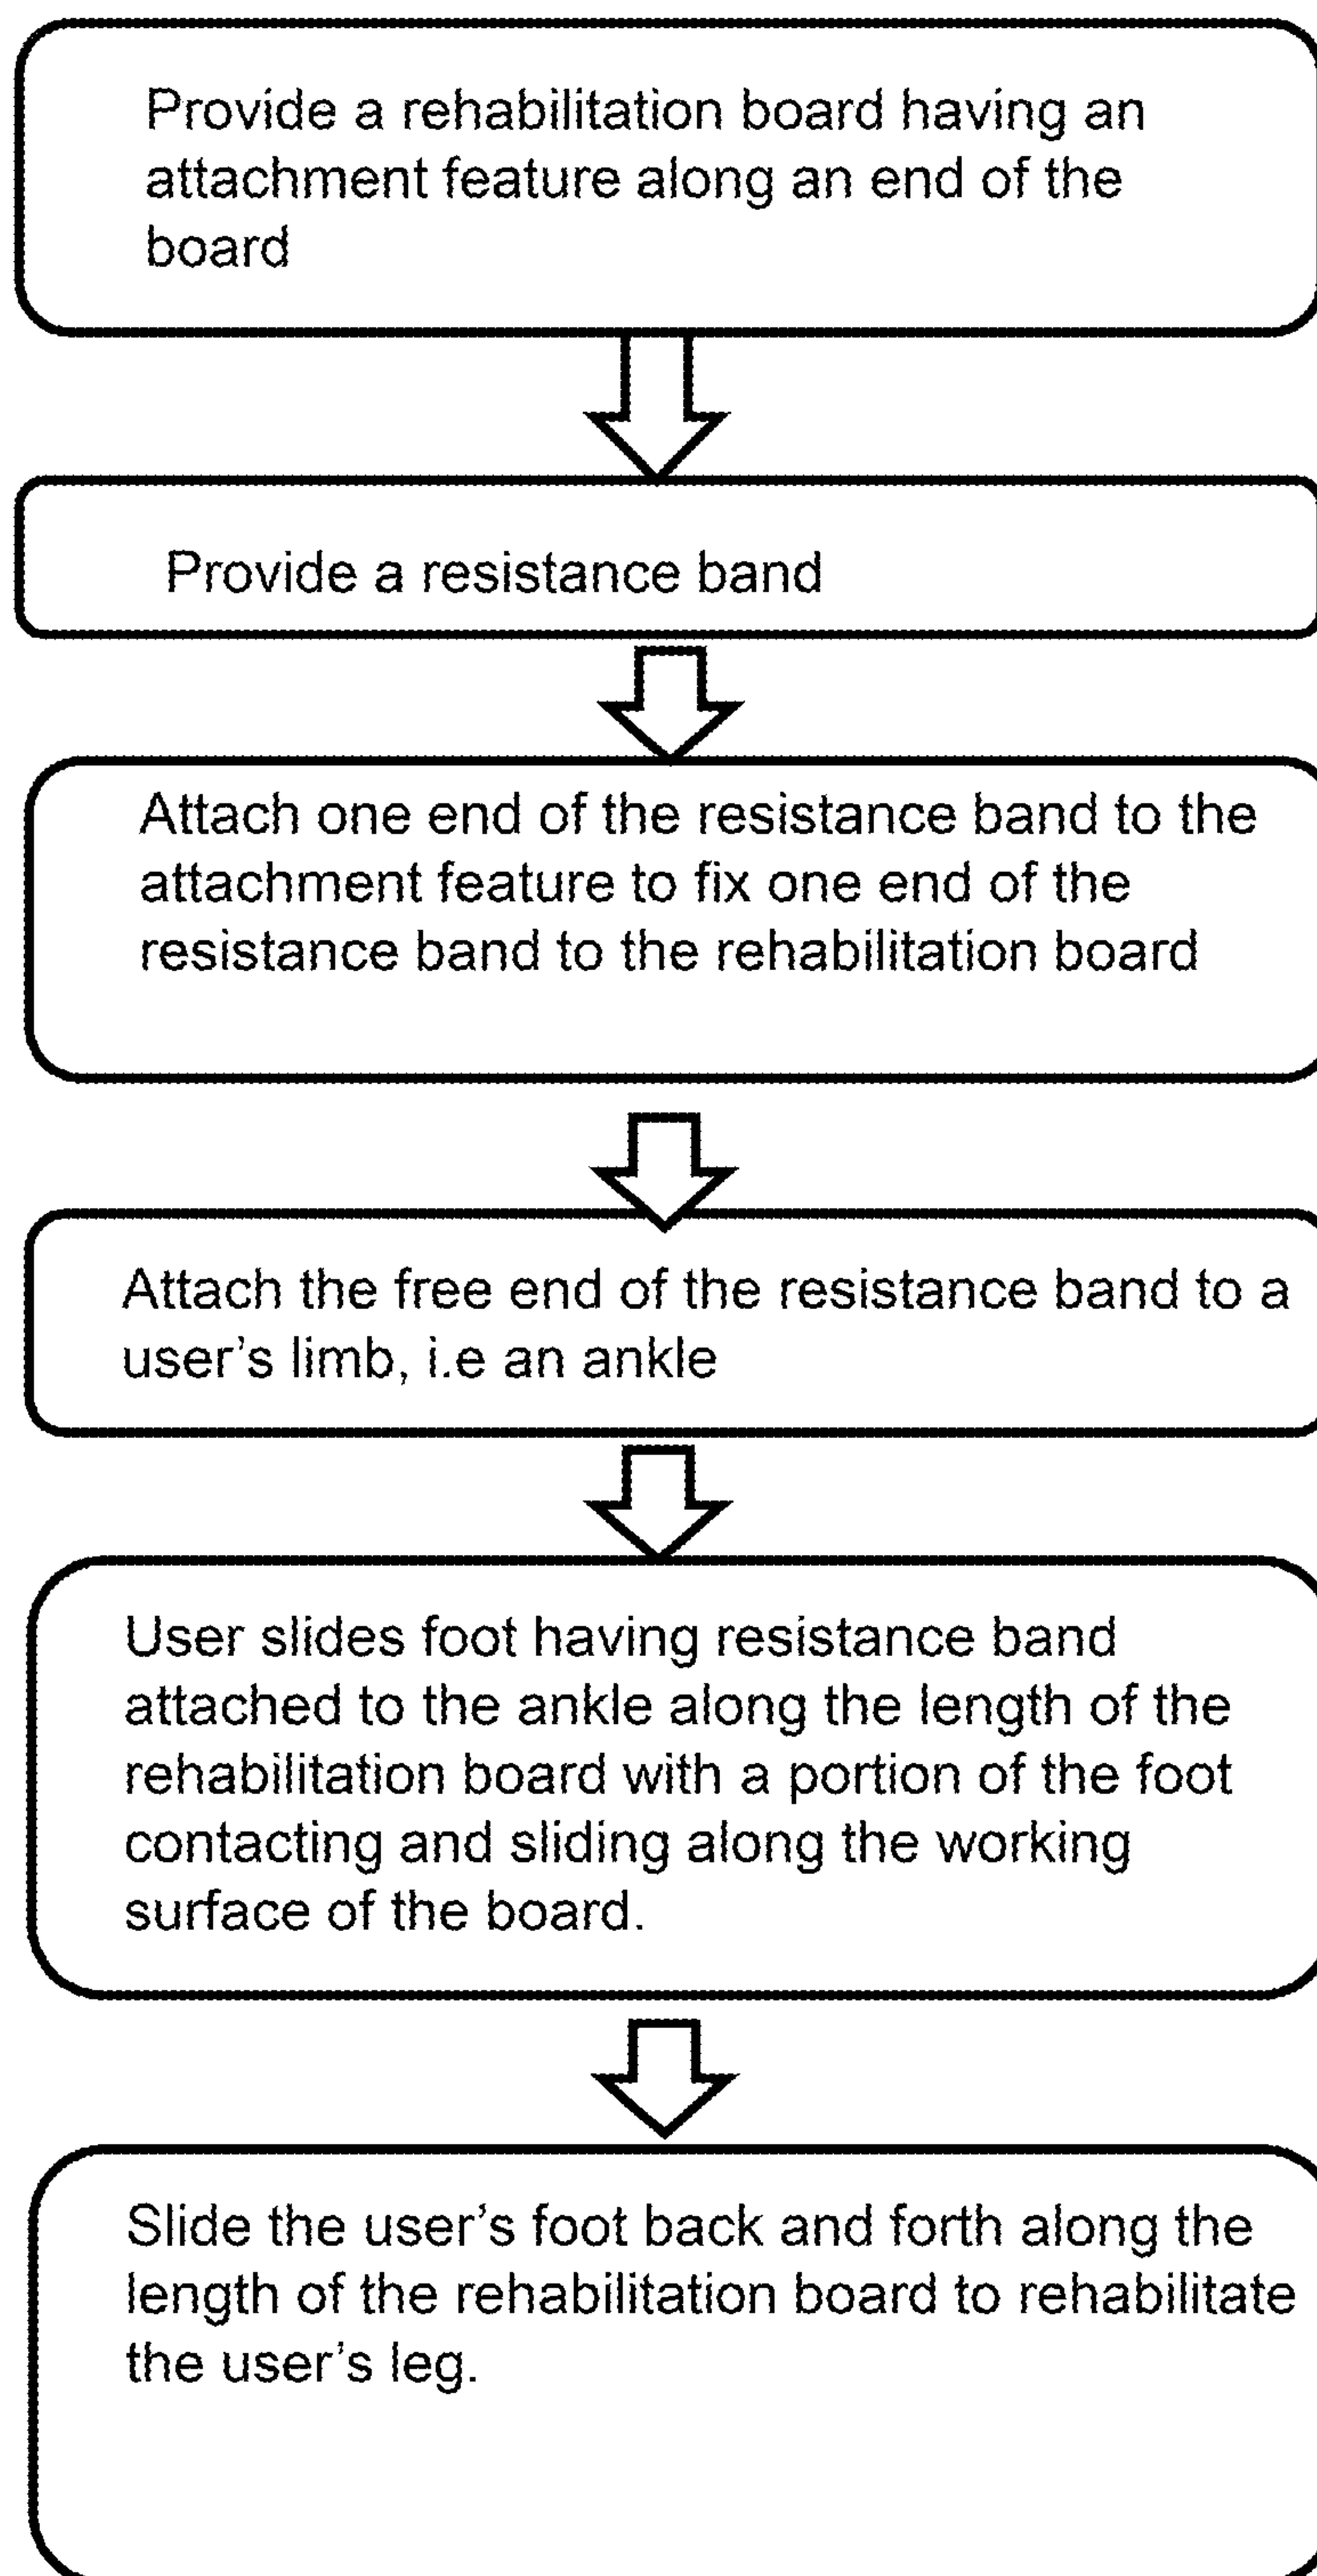 Provide a rehabilitation board having an
attachment feature along an end of the
board
Provide a resistance band
Attach one end of the resistance band to the
attachment feature to fix one end of the
resistance band to the rehabilitation board
Attach the free end of the resistance band to a
user's limb, i.e an ankle
User slides foot having resistance band
attached to the ankle along the length of the
rehabilitation board with a portion of the foot
contacting and sliding along the working
surface of the board.
Slide the user's foot back and forth along the
length of the rehabilitation board to rehabilitate
the user's leg.